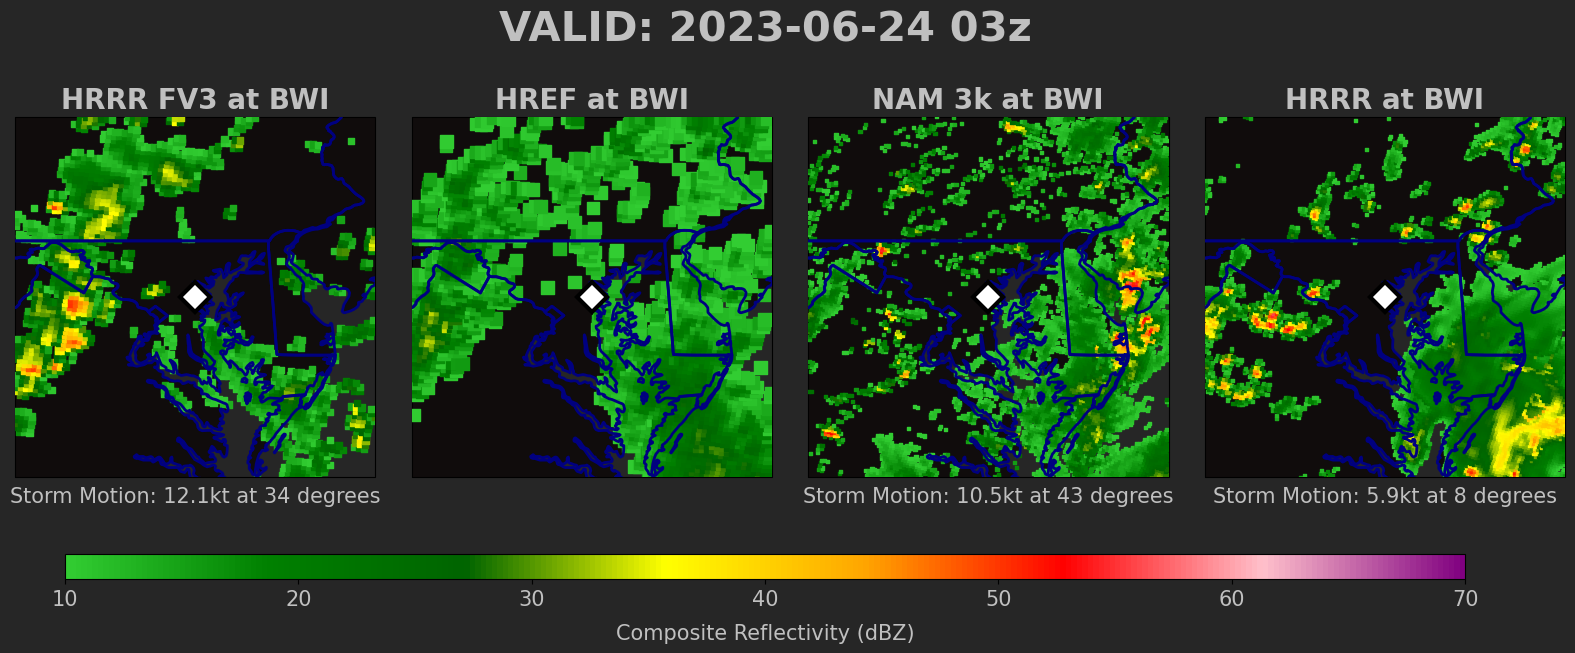 VALID: 2023-06-24 03z
HRRR FV3 at BWI
HREF at BWI
NAM 3k at BWI
HRRR at BWI
Storm Motion: 12.1kt at 34 degrees
Storm Motion: 10.5kt at 43 degrees
Storm Motion: 5.9kt at 8 degrees
10 20 30 40 50 60 70
Composite Reflectivity (dBZ)